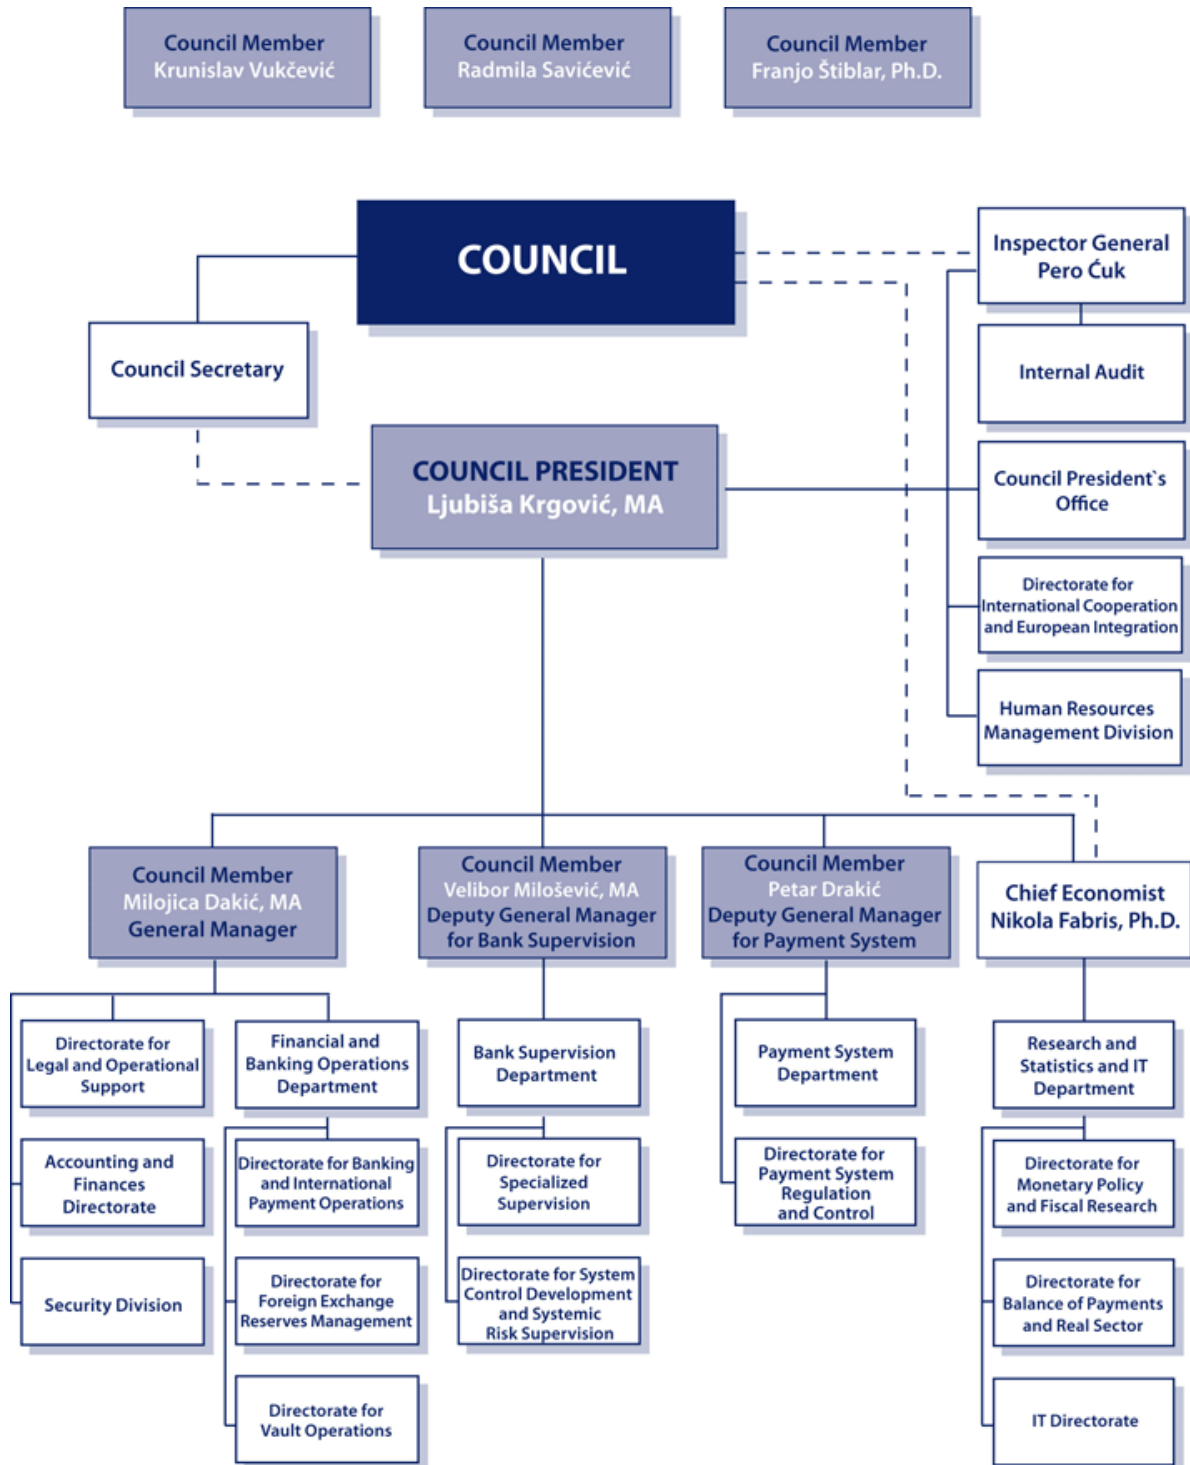 Council Member
Krunislav Vukčević
Council Member
Radmila Savićević
Council Member
Franjo Štiblar, Ph.D.
COUNCIL
Inspector General
Pero Ćuk
Council Secretary
Internal Audit
COUNCIL PRESIDENT
Ljubiša Krgović, MA
Council President`s
Office
Directorate for
International Cooperation
and European Integration
Human Resources
Management Division
Council Member
Milojica Dakić, MA
General Manager
Council Member
Velibor Milošević, MA
Deputy General Manager
for Bank Supervision
Council Member
Petar Drakić
Deputy General Manager
for Payment System
Chief Economist
Nikola Fabris, Ph.D.
Directorate for
Legal and Operational
Support
Financial and
Banking Operations
Department
Bank Supervision
Department
Payment System
Department
Research and
Statistics and IT
Department
Accounting and
Finances
Directorate
Directorate for Banking
and International
Payment Operations
Directorate for
Specialized
Supervision
Directorate for
Payment System
Regulation
and Control
Directorate for
Monetary Policy
and Fiscal Research
Security Division
Directorate for
Foreign Exchange
Reserves Management
Directorate for System
Control Development
and Systemic
Risk Supervision
Directorate for
Balance of Payments
and Real Sector
Directorate for
Vault Operations
IT Directorate